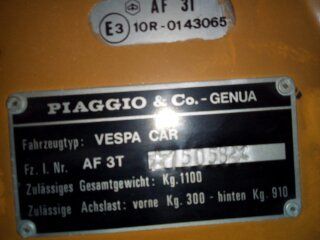 AF 3T
E3 10R-0143065
PIAGGIO & Co.-GENUA
Fahrzeugtyp: VESPA CAR
Fz. I. Nr. AF 3T
Zulässiges Gesamtgewicht: Kg. 1100
Zulässige Achslast: vorne Kg. 300 - hinten Kg. 910